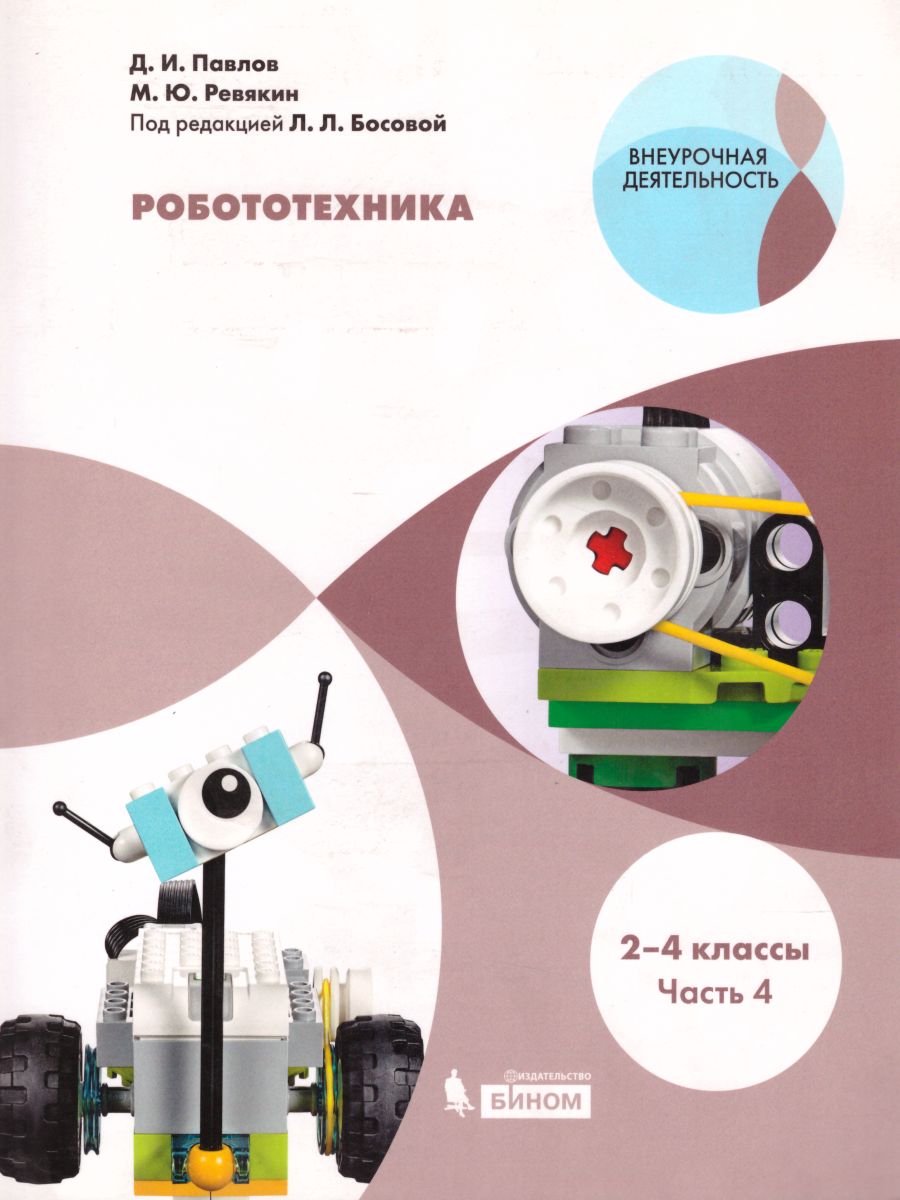 Д. И. Павлов
М. Ю. Ревякин
Под редакцией Л. Л. Босовой
РОБОТОТЕХНИКА
ВНЕУРОЧНАЯ
ДЕЯТЕЛЬНОСТЬ
2–4 классы
Часть 4
ИЗДАТЕЛЬСТВО
БИНОМ